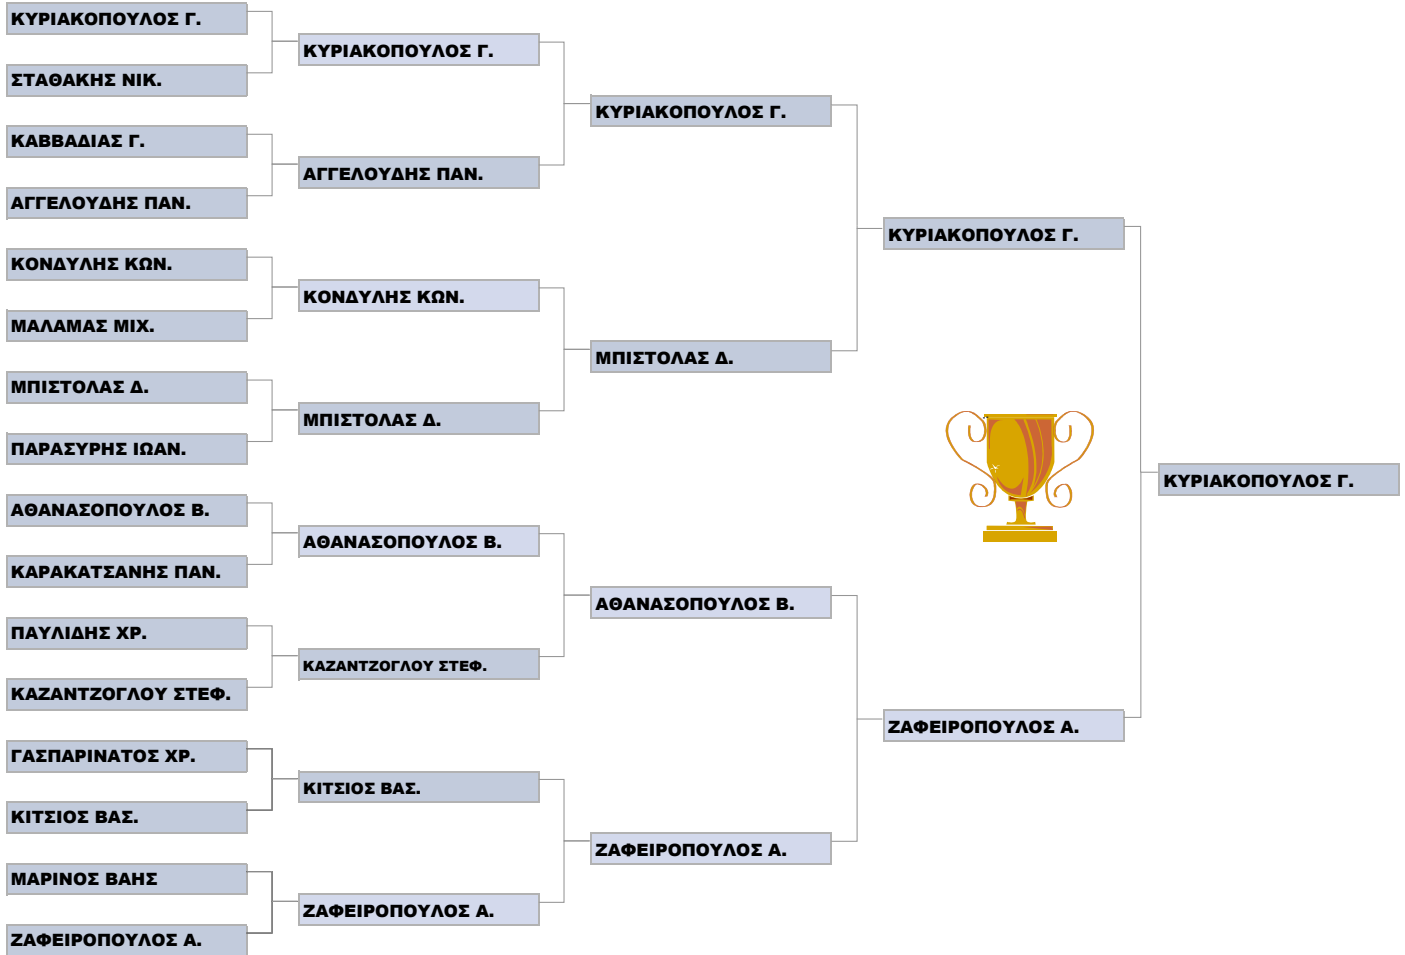 ΚΥΡΙΑΚΟΠΟΥΛΟΣ Γ.
ΣΤΑΘΑΚΗΣ ΝΙΚ.
ΚΑΒΒΑΔΙΑΣ Γ.
ΑΓΓΕΛΟΥΔΗΣ ΠΑΝ.
ΚΟΝΔΥΛΗΣ ΚΩΝ.
ΜΑΛΑΜΑΣ ΜΙΧ.
ΜΠΙΣΤΟΛΑΣ Δ.
ΠΑΡΑΣΥΡΗΣ ΙΩΑΝ.
ΑΘΑΝΑΣΟΠΟΥΛΟΣ Β.
ΚΑΡΑΚΑΤΣΑΝΗΣ ΠΑΝ.
ΠΑΥΛΙΔΗΣ ΧΡ.
ΚΑΖΑΝΤΖΟΓΛΟΥ ΣΤΕΦ.
ΓΑΣΠΑΡΙΝΑΤΟΣ ΧΡ.
ΚΙΤΣΙΟΣ ΒΑΣ.
ΜΑΡΙΝΟΣ ΒΑΗΣ
ΖΑΦΕΙΡΟΠΟΥΛΟΣ Α.
ΚΥΡΙΑΚΟΠΟΥΛΟΣ Γ.
ΑΓΓΕΛΟΥΔΗΣ ΠΑΝ.
ΚΟΝΔΥΛΗΣ ΚΩΝ.
ΜΠΙΣΤΟΛΑΣ Δ.
ΑΘΑΝΑΣΟΠΟΥΛΟΣ Β.
ΚΑΖΑΝΤΖΟΓΛΟΥ ΣΤΕΦ.
ΚΙΤΣΙΟΣ ΒΑΣ.
ΖΑΦΕΙΡΟΠΟΥΛΟΣ Α.
ΚΥΡΙΑΚΟΠΟΥΛΟΣ Γ.
ΜΠΙΣΤΟΛΑΣ Δ.
ΑΘΑΝΑΣΟΠΟΥΛΟΣ Β.
ΖΑΦΕΙΡΟΠΟΥΛΟΣ Α.
ΚΥΡΙΑΚΟΠΟΥΛΟΣ Γ.
ΖΑΦΕΙΡΟΠΟΥΛΟΣ Α.
ΚΥΡΙΑΚΟΠΟΥΛΟΣ Γ.